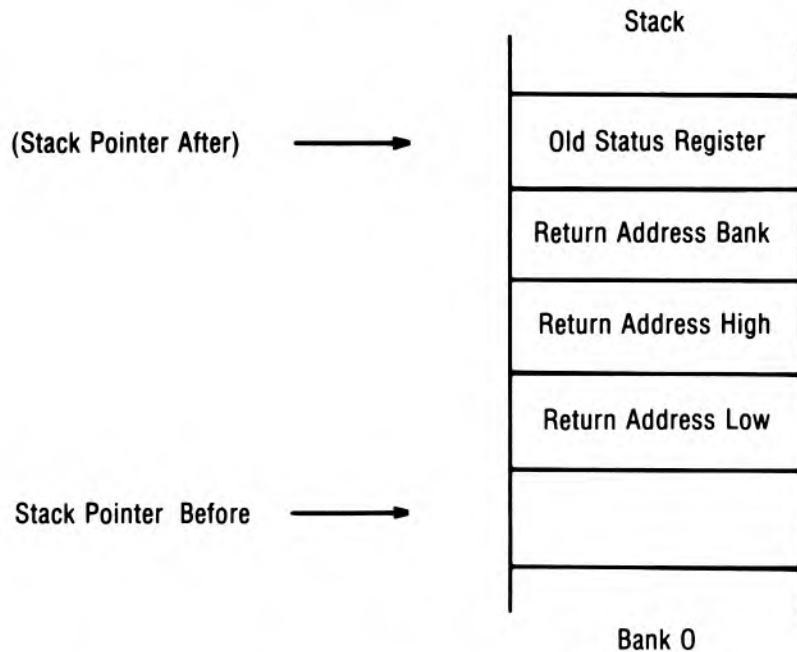 Stack
(Stack Pointer After)
Old Status Register
Return Address Bank
Return Address High
Return Address Low
Stack Pointer Before
Bank 0